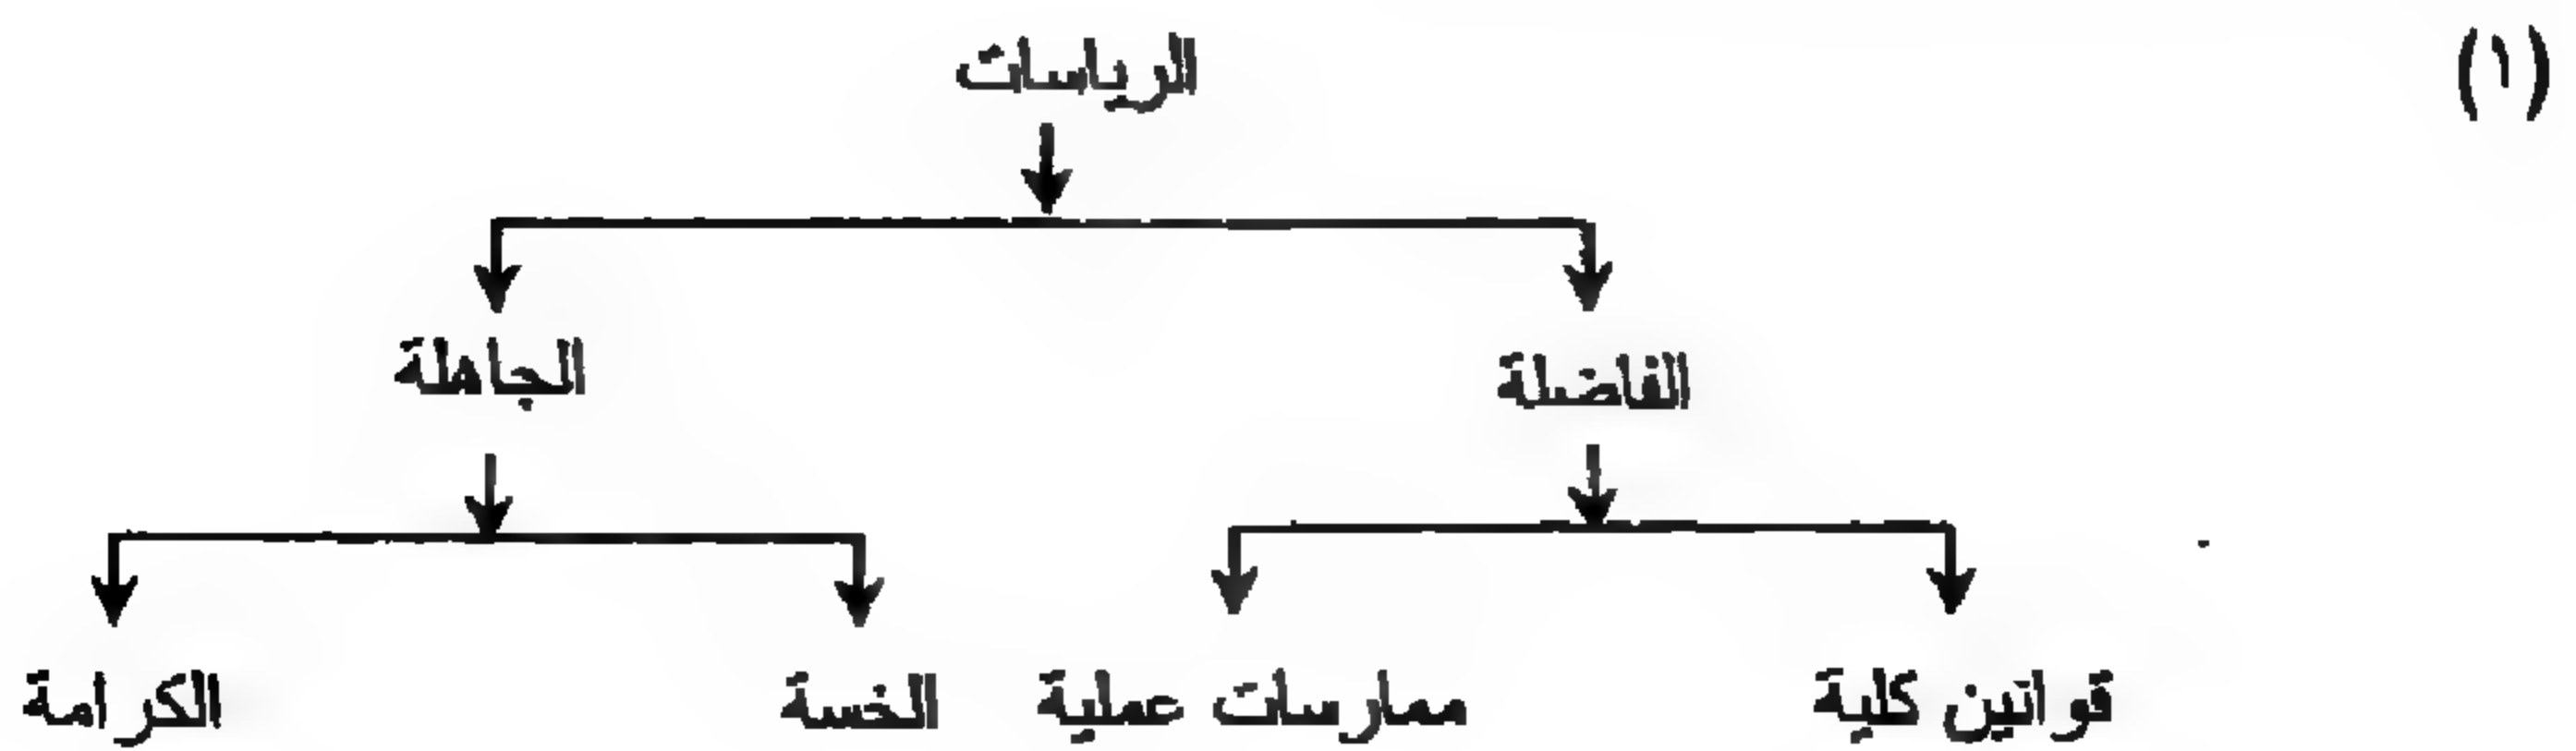 (١)
الرياسات
الفاضلة الجاهلة
قوانين كلية ممارسات عملية الخسة الكرامة